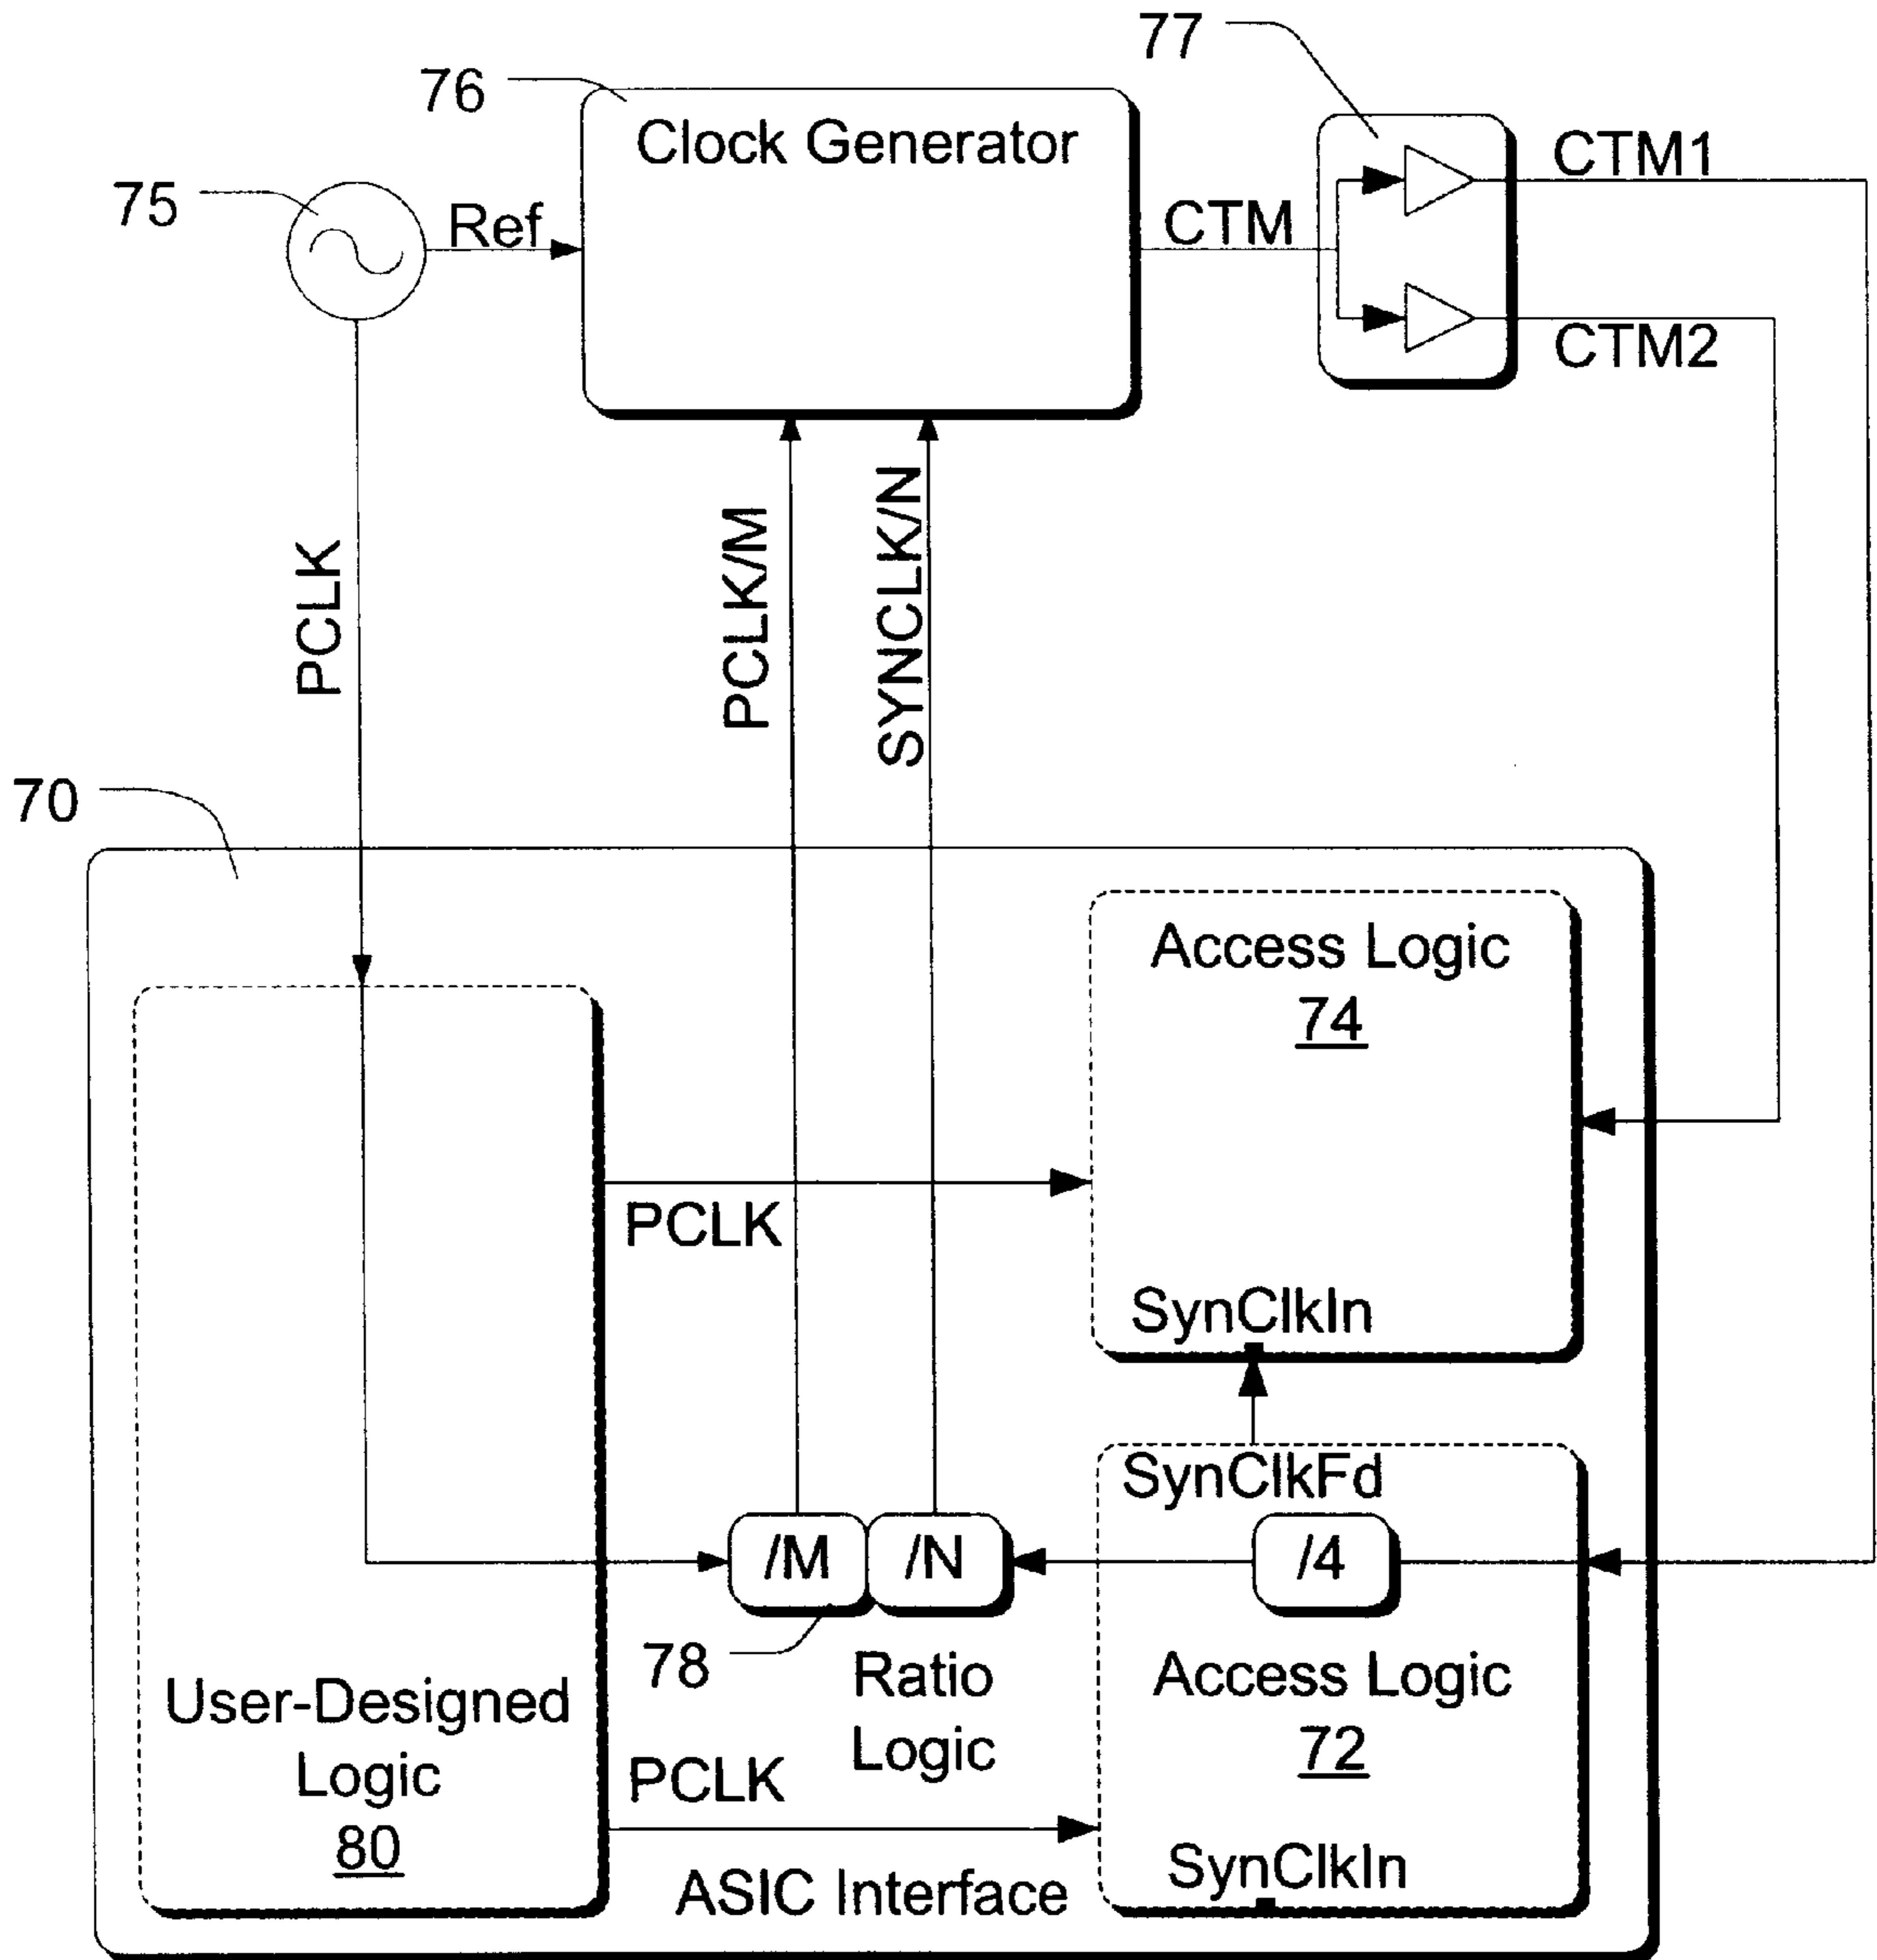 77
76
Clock Generator
CTM1
75
Ref
CTM
CTM2
PCLK
PCLK/M
SYNCLK/N
70
Access Logic
74
PCLK
SynClkIn
SynClkFd
/M
/N
/4
78
Ratio
Logic
Access Logic
72
User-Designed
Logic
80
PCLK
SynClkIn
ASIC Interface